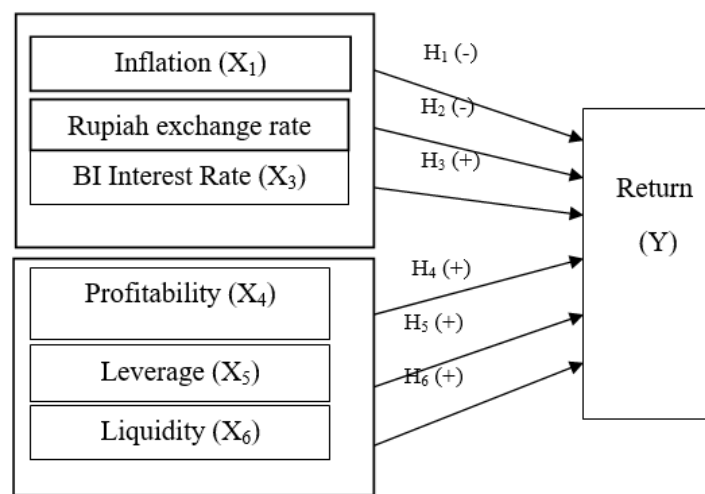 Inflation (X₁)
Rupiah exchange rate
BI Interest Rate (X₃)
Profitability (X₄)
Leverage (X₅)
Liquidity (X₆)
H₁ (-)
H₂ (-)
H₃ (+)
H₄ (+)
H₅ (+)
H₆ (+)
Return
(Y)